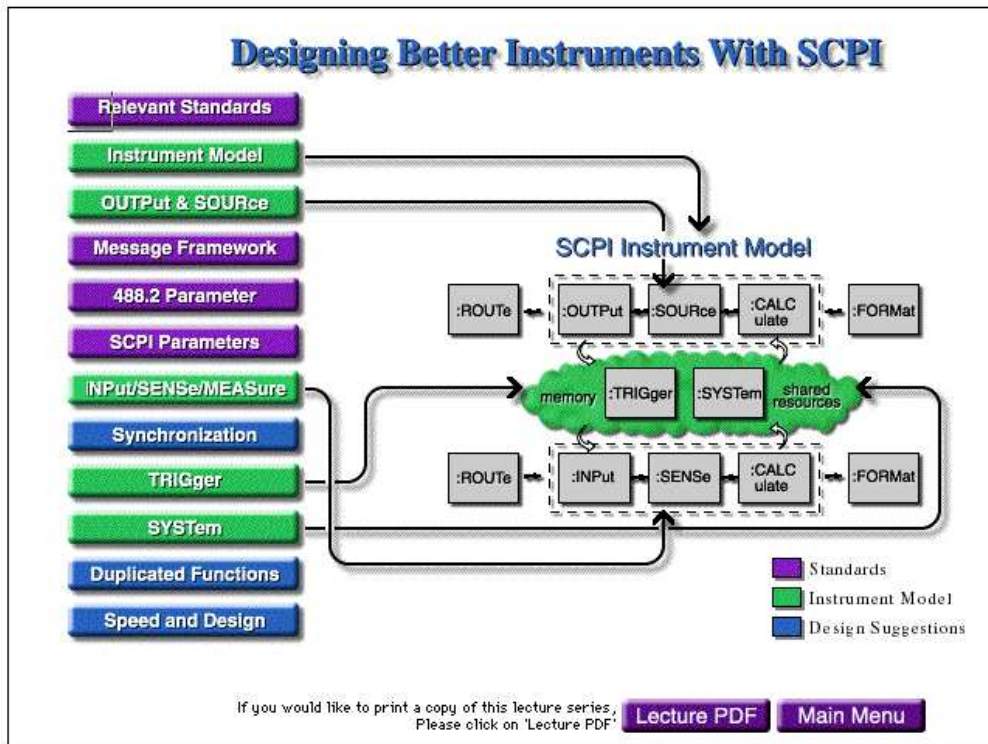 Designing Better Instruments With SCPI
Relevant Standards
Instrument Model
OUTPut & SOURce
Message Framework
488.2 Parameter
SCPI Parameters
INPut/SENSe/MEASure
Synchronization
TRIGger
SYSTem
Duplicated Functions
Speed and Design
SCPI Instrument Model
:ROUTe
:OUTPut
:SOURce
:CALC
ulate
:FORMat
memory
:TRIGger
:SYSTem
shared
resources
:ROUTe
:INPut
:SENSe
:CALC
ulate
:FORMat
Standards
Instrument Model
Design Suggestions
If you would like to print a copy of this lecture series,
Please click on 'Lecture PDF'
Lecture PDF
Main Menu